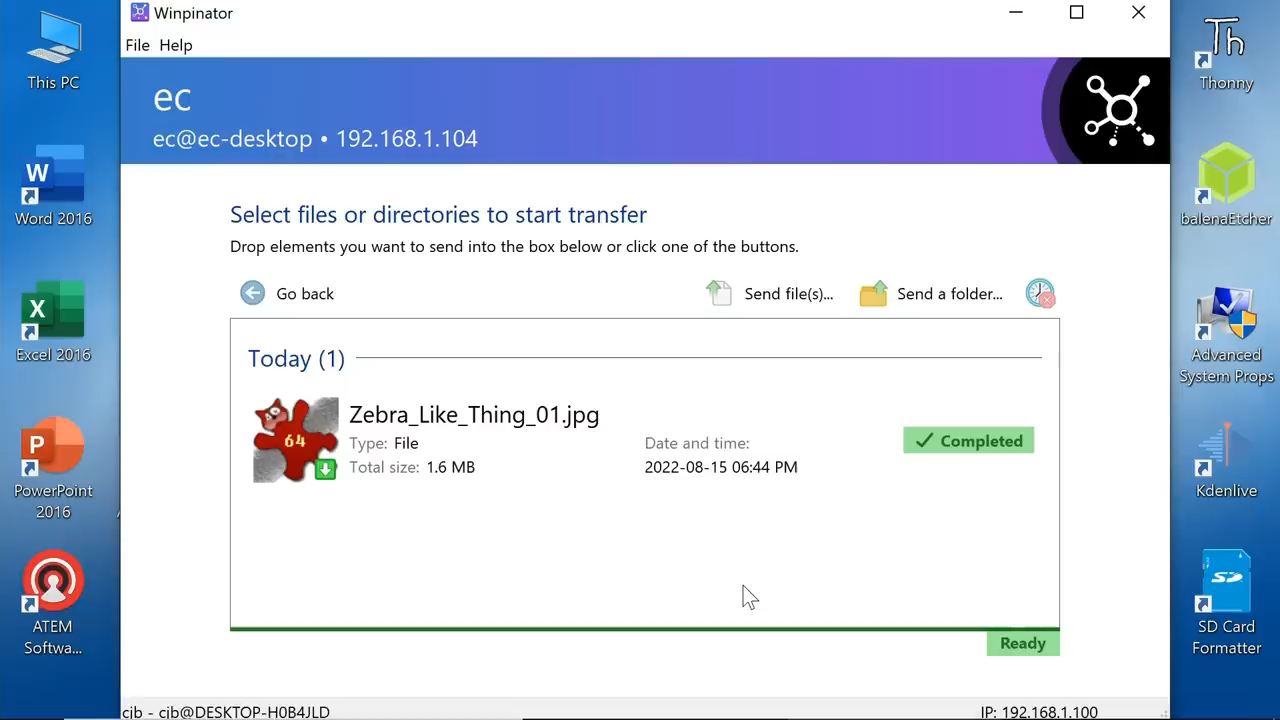 Winpinator
File Help
ec
ec@ec-desktop • 192.168.1.104
Select files or directories to start transfer
Drop elements you want to send into the box below or click one of the buttons.
Go back
Send file(s)...
Send a folder...
Today (1)
64
Zebra_Like_Thing_01.jpg
Type: File
Total size: 1.6 MB
Date and time:
2022-08-15 06:44 PM
Completed
Ready
cjb - cjb@DESKTOP-H0B4JLD
IP: 192.168.1.100
This PC
W
Word 2016
X
Excel 2016
P
PowerPoint
2016
ATEM
Softwa...
Th
Thonny
balenaEtcher
Advanced
System Props
Kdenlive
SD
SD Card
Formatter